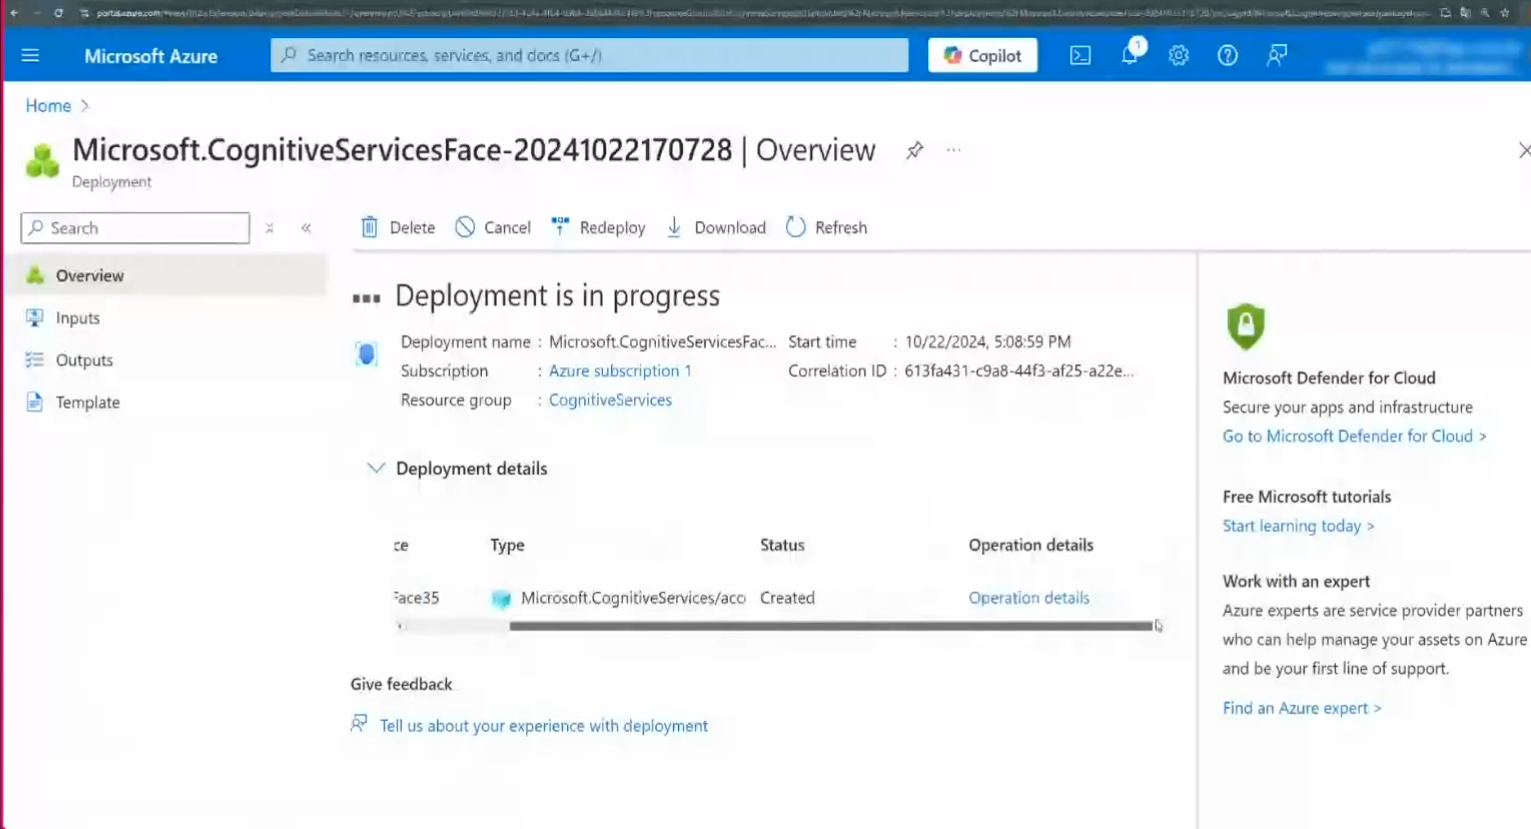 Microsoft Azure
Search resources, services, and docs (G+/)
Copilot
1
Home >
Microsoft.CognitiveServicesFace-20241022170728 | Overview
Deployment
Search
Delete
Cancel
Redeploy
Download
Refresh
Overview
Inputs
Outputs
Template
Deployment is in progress
Deployment name : Microsoft.CognitiveServicesFac...
Start time : 10/22/2024, 5:08:59 PM
Subscription : Azure subscription 1
Correlation ID : 613fa431-c9a8-44f3-af25-a22e...
Resource group : CognitiveServices
Deployment details
ce Type Status Operation details
Face35 Microsoft.CognitiveServices/acc Created Operation details
Give feedback
Tell us about your experience with deployment
Microsoft Defender for Cloud
Secure your apps and infrastructure
Go to Microsoft Defender for Cloud >
Free Microsoft tutorials
Start learning today >
Work with an expert
Azure experts are service provider partners
who can help manage your assets on Azure
and be your first line of support.
Find an Azure expert >